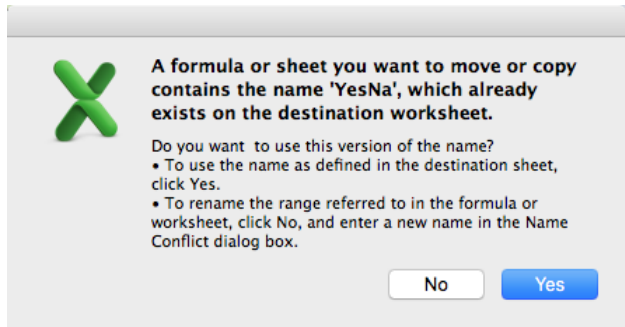 A formula or sheet you want to move or copy
contains the name 'YesNa', which already
exists on the destination worksheet.
Do you want to use this version of the name?
• To use the name as defined in the destination sheet,
click Yes.
• To rename the range referred to in the formula or
worksheet, click No, and enter a new name in the Name
Conflict dialog box.
No
Yes